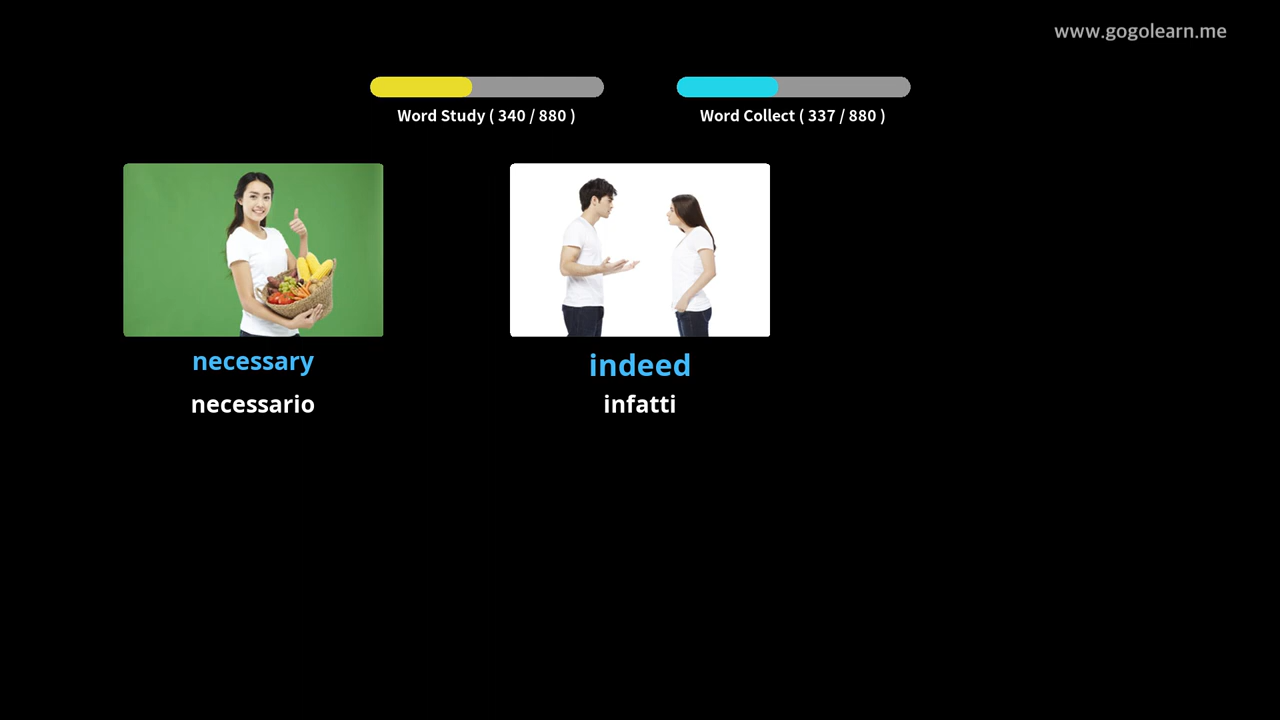 www.gogolearn.me
Word Study ( 340 / 880 )
Word Collect ( 337 / 880 )
necessary
necessario
indeed
infatti